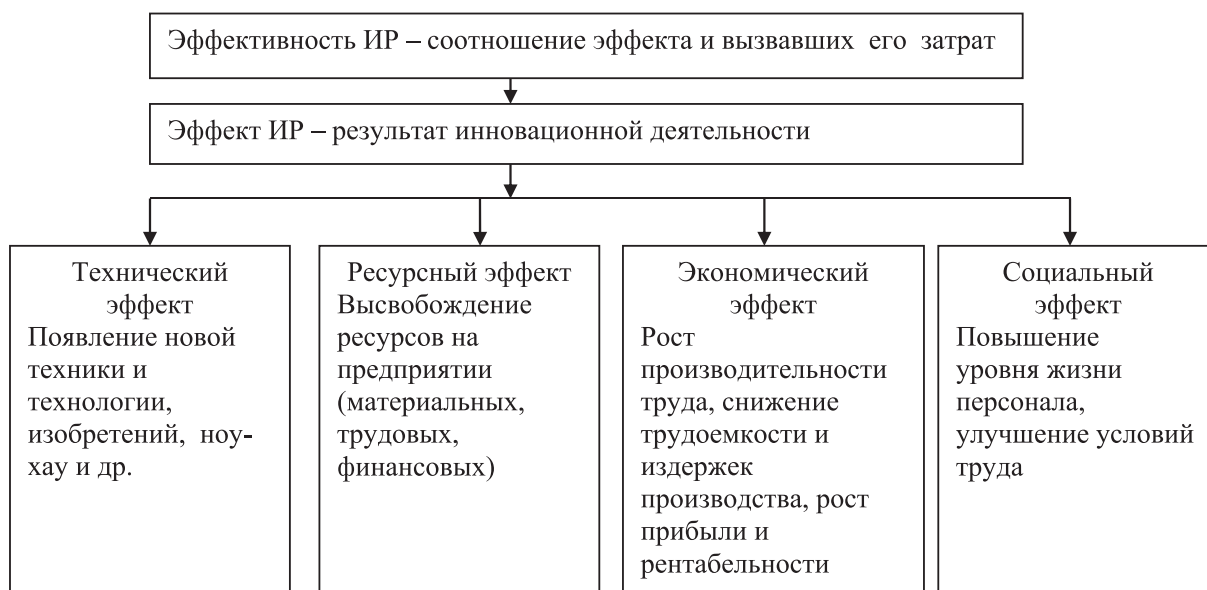 Эффективность ИР – соотношение эффекта и вызвавших его затрат
Эффект ИР – результат инновационной деятельности
Технический
эффект
Появление новой
техники и
технологии,
изобретений, ноу-
хау и др.
Ресурсный эффект
Высвобождение
ресурсов на
предприятии
(материальных,
трудовых,
финансовых)
Экономический
эффект
Рост
производительности
труда, снижение
трудоемкости и
издержек
производства, рост
прибыли и
рентабельности
Социальный
эффект
Повышение
уровня жизни
персонала,
улучшение условий
труда